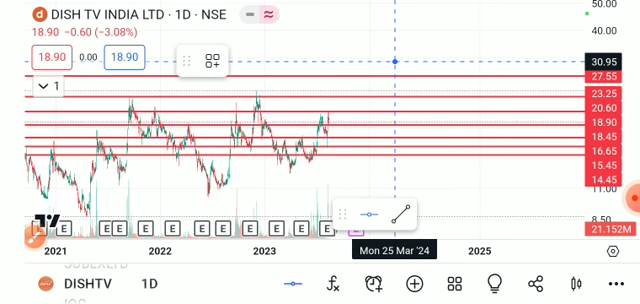 DISH TV INDIA LTD · 1D · NSE
18.90 −0.60 (−3.08%)
18.90 0.00 18.90
1
50.00
40.00
30.95
27.55
23.25
20.60
18.90
18.45
16.65
15.45
14.45
11.00
8.50
21.152M
E E E E E E E E E E
2021 2022 2023 Mon 25 Mar '24 2025
DISHTV 1D